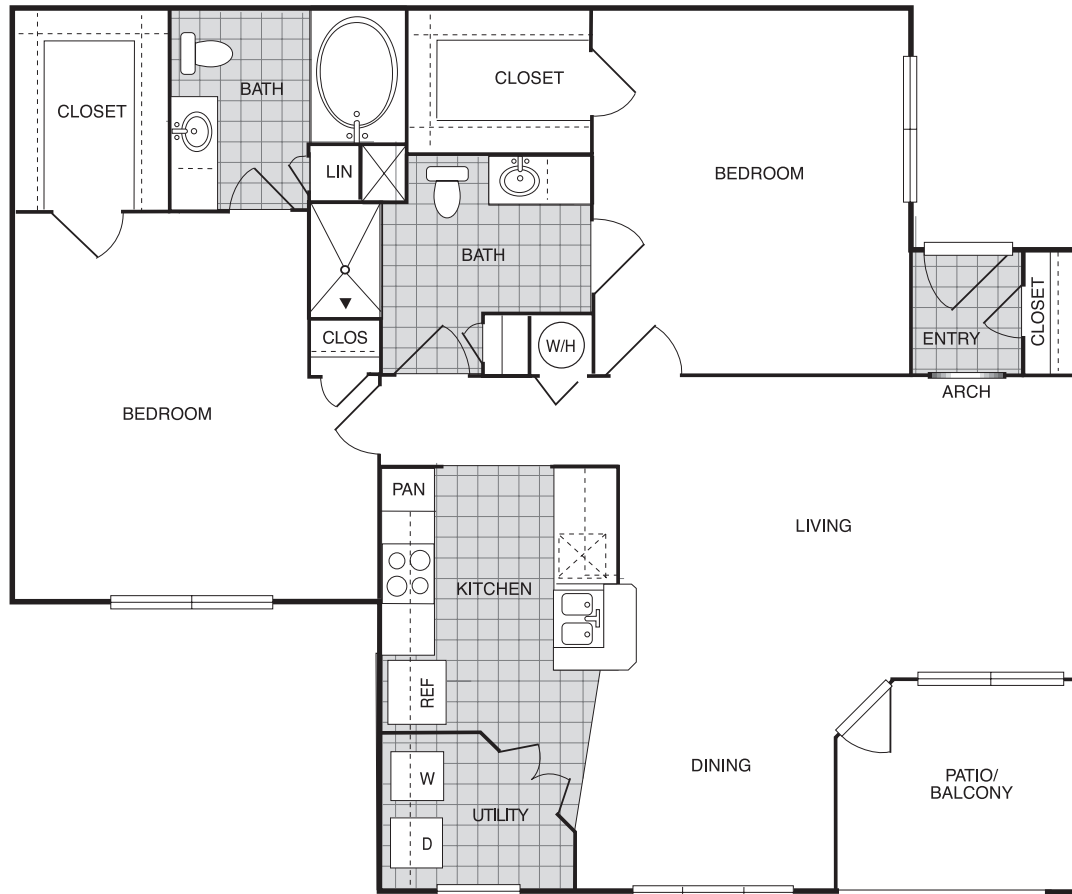 CLOSET
BATH
CLOSET
LIN
BEDROOM
BATH
CLOSET
ENTRY
CLOS
W/H
ARCH
BEDROOM
PAN
LIVING
KITCHEN
REF
DINING
W
PATIO/
BALCONY
UTILITY
D